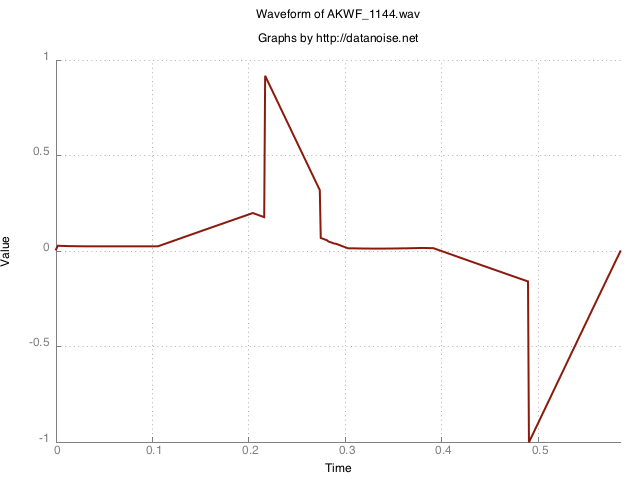 Waveform of AKWF_1144.wav
Graphs by http://datanoise.net
1
0.5
0
-0.5
-1
Value
0 0.1 0.2 0.3 0.4 0.5
Time